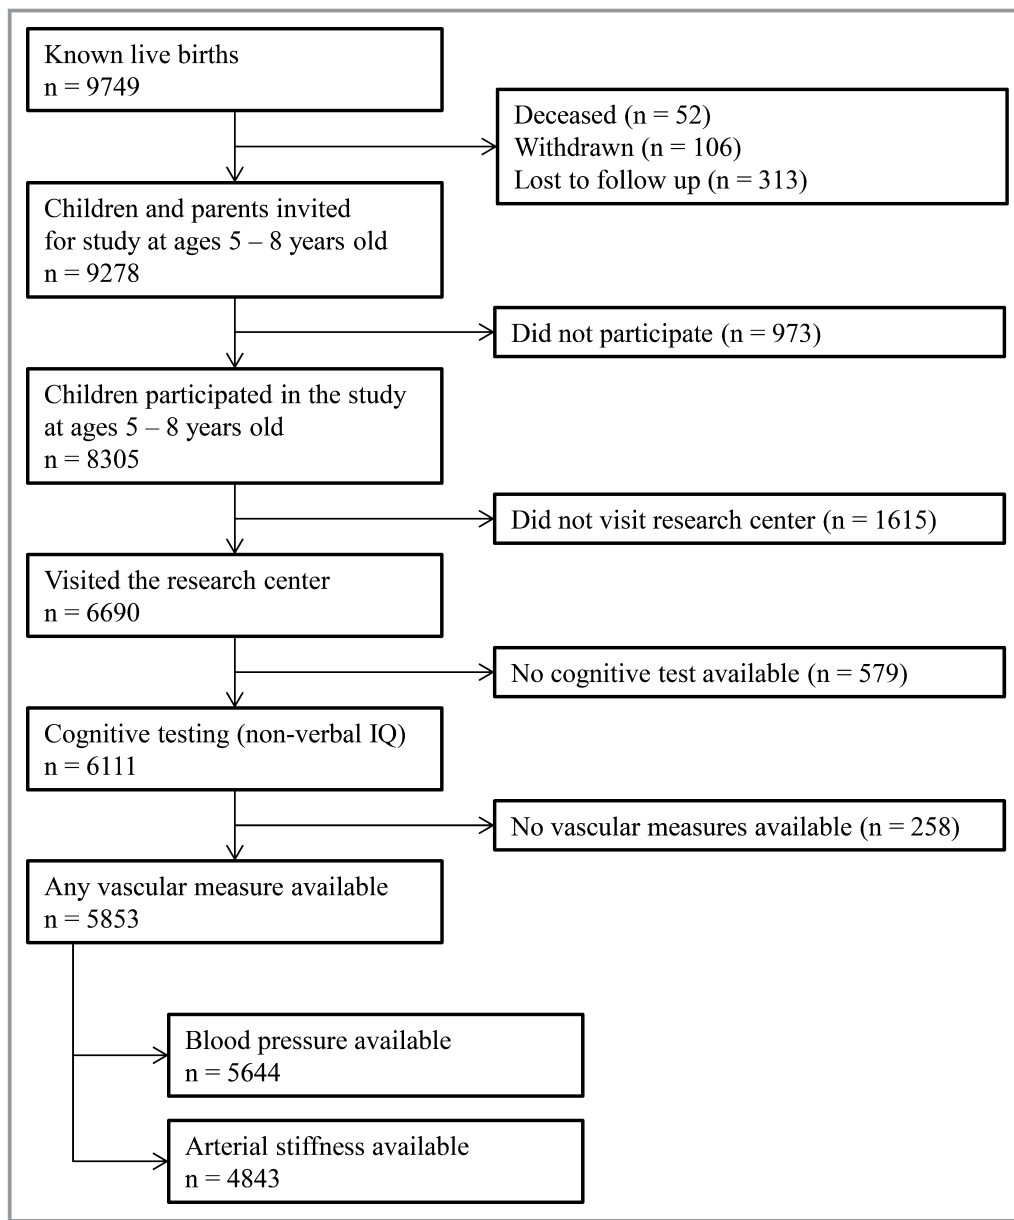 Known live births
n = 9749
Deceased (n = 52)
Withdrawn (n = 106)
Lost to follow up (n = 313)
Children and parents invited
for study at ages 5 – 8 years old
n = 9278
Did not participate (n = 973)
Children participated in the study
at ages 5 – 8 years old
n = 8305
Did not visit research center (n = 1615)
Visited the research center
n = 6690
No cognitive test available (n = 579)
Cognitive testing (non-verbal IQ)
n = 6111
No vascular measures available (n = 258)
Any vascular measure available
n = 5853
Blood pressure available
n = 5644
Arterial stiffness available
n = 4843